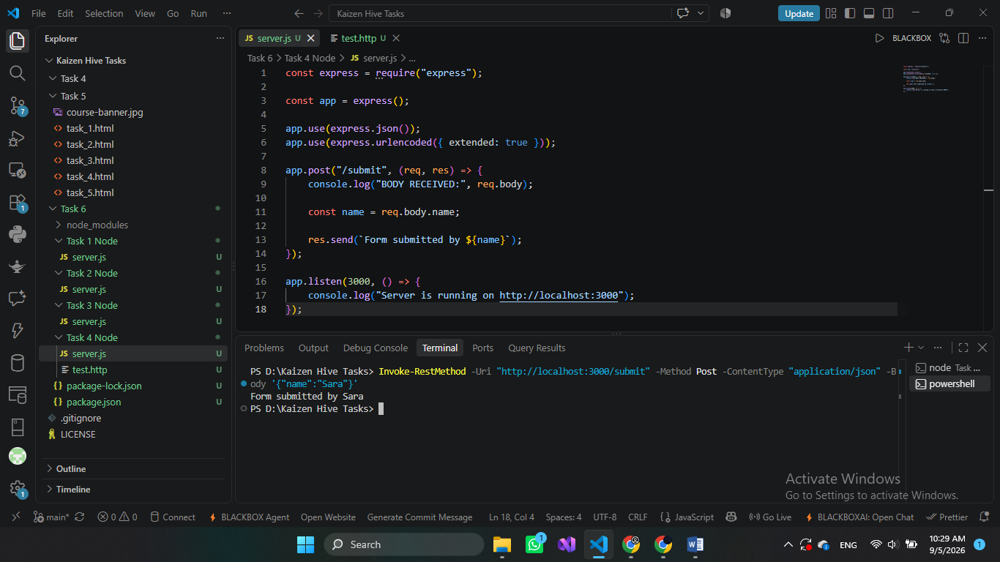 File Edit Selection View Go Run ···
Kaizen Hive Tasks
Update
Explorer ···
Kaizen Hive Tasks
Task 4
Task 5
course-banner.jpg
task_1.html
task_2.html
task_3.html
task_4.html
task_5.html
Task 6
node_modules
Task 1 Node
JS server.js U
Task 2 Node
JS server.js U
Task 3 Node
JS server.js U
Task 4 Node
JS server.js U
test.http U
{} package-lock.json U
{} package.json U
.gitignore
LICENSE
Outline
Timeline
7
1
1
JS server.js U
test.http U
BLACKBOX ···
Task 6 > Task 4 Node > JS server.js > ...
1 const express = require("express");
2
3 const app = express();
4
5 app.use(express.json());
6 app.use(express.urlencoded({ extended: true }));
7
8 app.post("/submit", (req, res) => {
9 console.log("BODY RECEIVED:", req.body);
10
11 const name = req.body.name;
12
13 res.send(`Form submitted by ${name}`);
14 });
15
16 app.listen(3000, () => {
17 console.log("Server is running on http://localhost:3000");
18 });
Problems Output Debug Console Terminal Ports Query Results
PS D:\Kaizen Hive Tasks> Invoke-RestMethod -Uri "http://localhost:3000/submit" -Method Post -ContentType "application/json" -B
ody '{"name":"Sara"}'
Form submitted by Sara
PS D:\Kaizen Hive Tasks>
node Task ...
powershell
Activate Windows
Go to Settings to activate Windows.
main* 0 0 Connect BLACKBOX Agent Open Website Generate Commit Message Ln 18, Col 4 Spaces: 4 UTF-8 CRLF {} JavaScript Go Live BLACKBOXAI: Open Chat Prettier
Search
1
ENG
10:29 AM
9/5/2026
1